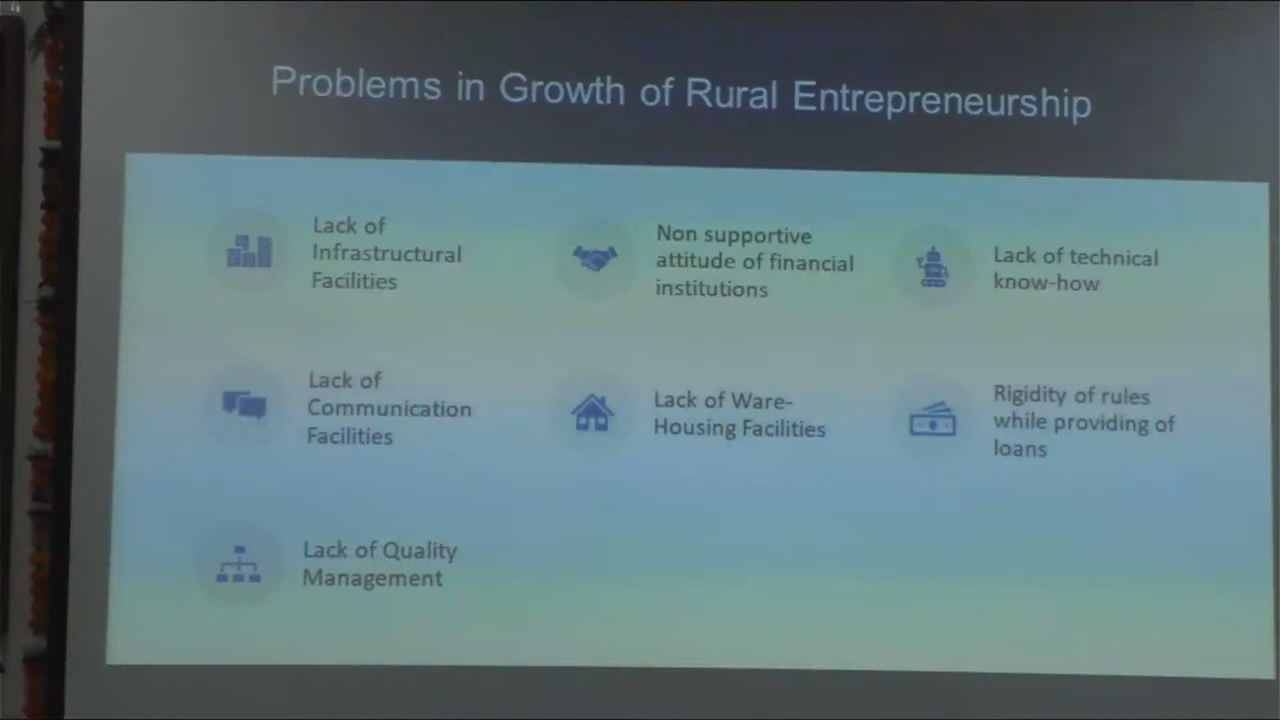 Problems in Growth of Rural Entrepreneurship
Lack of
Infrastructural
Facilities
Non supportive
attitude of financial
institutions
Lack of technical
know-how
Lack of
Communication
Facilities
Lack of Ware-
Housing Facilities
Rigidity of rules
while providing of
loans
Lack of Quality
Management